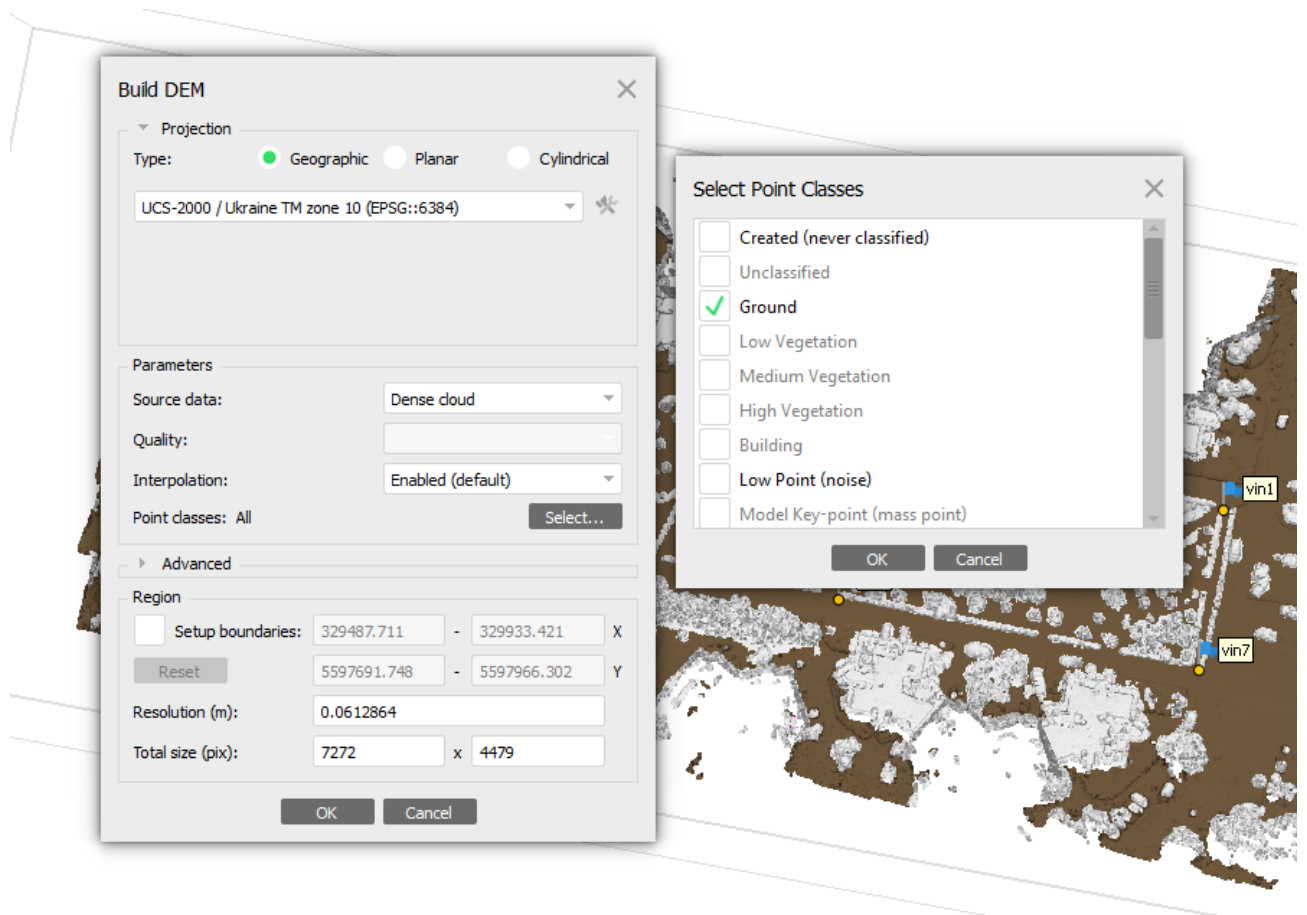 Build DEM
Projection
Type: Geographic Planar Cylindrical
UCS-2000 / Ukraine TM zone 10 (EPSG::6384)
Parameters
Source data: Dense cloud
Quality:
Interpolation: Enabled (default)
Point classes: All Select...
Advanced
Region
Setup boundaries: 329487.711 - 329933.421 X
Reset 5597691.748 - 5597966.302 Y
Resolution (m): 0.0612864
Total size (pix): 7272 x 4479
OK Cancel
Select Point Classes
Created (never classified)
Unclassified
Ground
Low Vegetation
Medium Vegetation
High Vegetation
Building
Low Point (noise)
Model Key-point (mass point)
OK Cancel
vin1
vin7